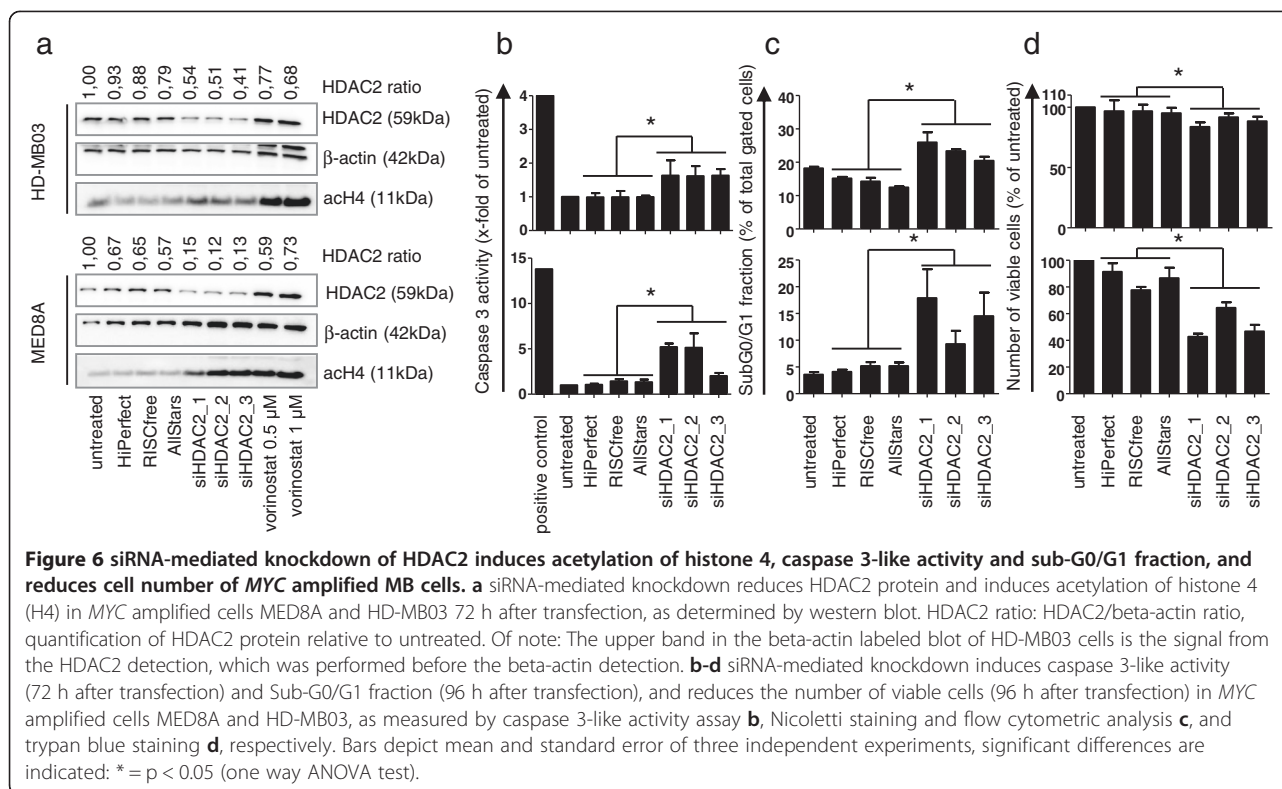 a
b
c
d
HD-MB03
1,00 0,93 0,88 0,79 0,54 0,51 0,41 0,77 0,68
HDAC2 ratio
HDAC2 (59kDa)
β-actin (42kDa)
acH4 (11kDa)
MED8A
1,00 0,67 0,65 0,57 0,15 0,12 0,13 0,59 0,73
HDAC2 ratio
HDAC2 (59kDa)
β-actin (42kDa)
acH4 (11kDa)
untreated
HiPerfect
RISCfree
AllStars
siHDAC2_1
siHDAC2_2
siHDAC2_3
vorinostat 0.5 µM
vorinostat 1 µM
Caspase 3 activity (x-fold of untreated)
4
3
2
1
0
*
15
10
5
0
*
positive control
untreated
HiPerfect
RISCfree
AllStars
siHDAC2_1
siHDAC2_2
siHDAC2_3
SubG0/G1 fraction (% of total gated cells)
40
30
20
10
0
*
25
20
15
10
5
0
*
untreated
HiPerfect
RISCfree
AllStars
siHDAC2_1
siHDAC2_2
siHDAC2_3
Number of viable cells (% of untreated)
110
100
50
0
*
100
80
60
40
20
0
*
untreated
HiPerfect
RISCfree
AllStars
siHDAC2_1
siHDAC2_2
siHDAC2_3
Figure 6 siRNA-mediated knockdown of HDAC2 induces acetylation of histone 4, caspase 3-like activity and sub-G0/G1 fraction, and
reduces cell number of MYC amplified MB cells. a siRNA-mediated knockdown reduces HDAC2 protein and induces acetylation of histone 4
(H4) in MYC amplified cells MED8A and HD-MB03 72 h after transfection, as determined by western blot. HDAC2 ratio: HDAC2/beta-actin ratio,
quantification of HDAC2 protein relative to untreated. Of note: The upper band in the beta-actin labeled blot of HD-MB03 cells is the signal from
the HDAC2 detection, which was performed before the beta-actin detection. b-d siRNA-mediated knockdown induces caspase 3-like activity
(72 h after transfection) and Sub-G0/G1 fraction (96 h after transfection), and reduces the number of viable cells (96 h after transfection) in MYC
amplified cells MED8A and HD-MB03, as measured by caspase 3-like activity assay b, Nicoletti staining and flow cytometric analysis c, and
trypan blue staining d, respectively. Bars depict mean and standard error of three independent experiments, significant differences are
indicated: * = p < 0.05 (one way ANOVA test).